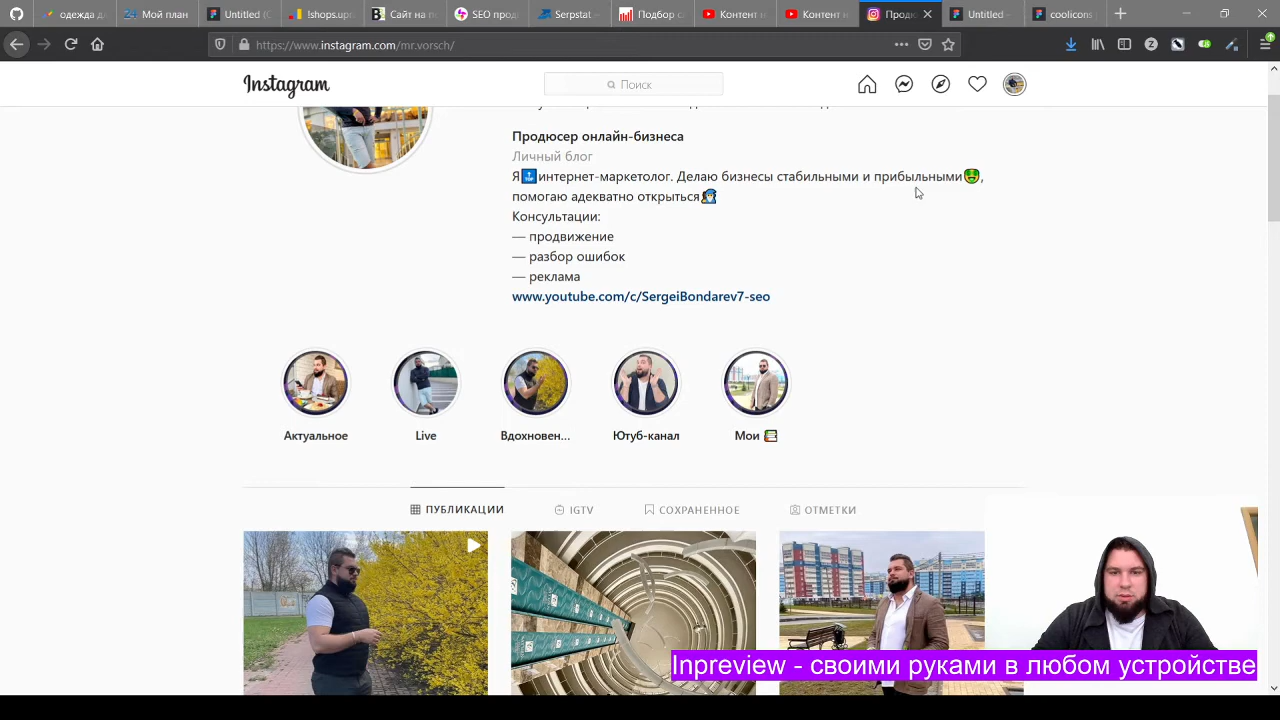 одежда д
Мой план
Untitled (C
!shops.upr
Сайт на по
SEO прод
Serpstat —
Подбор с
Контент н
Контент н
Продю
Untitled –
coolicons
https://www.instagram.com/mr.vorsch/
Instagram
Поиск
Продюсер онлайн-бизнеса
Личный блог
Я🔝интернет-маркетолог. Делаю бизнесы стабильными и прибыльными🤑,
помогаю адекватно открыться
Консультации:
— продвижение
— разбор ошибок
— реклама
www.youtube.com/c/SergeiBondarev7-seo
Актуальное
Live
Вдохновен...
Ютуб-канал
Мои
ПУБЛИКАЦИИ
IGTV
СОХРАНЕННОЕ
ОТМЕТКИ
Inpreview - своими руками в любом устройстве